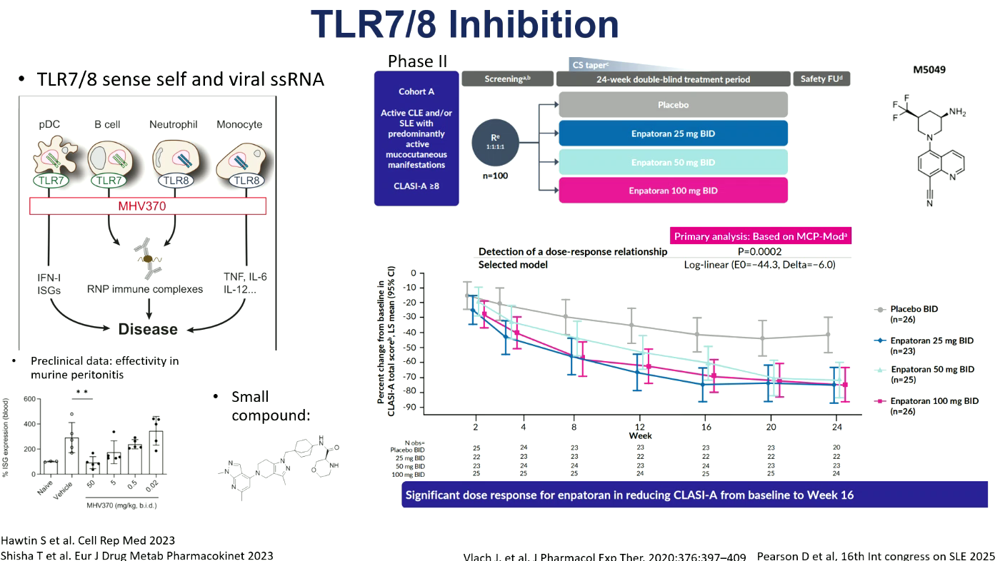 TLR7/8 Inhibition
• TLR7/8 sense self and viral ssRNA
pDC
B cell
Neutrophil
Monocyte
TLR7
TLR7
TLR8
TLR8
MHV370
IFN-I
ISGs
RNP immune complexes
TNF, IL-6
IL-12...
Disease
• Preclinical data: effectivity in
murine peritonitis
% ISG expression (blood)
600
400
200
0
**
Naive
Vehicle
50
5
0.5
0.02
MHV370 (mg/kg, b.i.d.)
• Small
compound:
H
N
O
NH
O
N
N
N
N
N
N
Phase II
Cohort A
Active CLE and/or
SLE with
predominantly
active
mucocutaneous
manifestations
CLASI-A ≥8
CS taperᶜ
Screeningᵃ,ᵇ
24-week double-blind treatment period
Safety FUᵈ
Rᵉ
1:1:1:1
n=100
Placebo
Enpatoran 25 mg BID
Enpatoran 50 mg BID
Enpatoran 100 mg BID
M5049
F
F
F
NH₂
N
N
N
Primary analysis: Based on MCP-Modᵃ
Detection of a dose-response relationship P=0.0002
Selected model Log-linear (E0=−44.3, Delta=−6.0)
Percent change from baseline in
CLASI-A total scoreᵇ, LS mean (95% CI)
0
-10
-20
-30
-40
-50
-60
-70
-80
-90
2 4 8 12 16 20 24
Week
Placebo BID
(n=26)
Enpatoran 25 mg BID
(n=23)
Enpatoran 50 mg BID
(n=25)
Enpatoran 100 mg BID
(n=26)
N obs=
Placebo BID 25 24 23 23 23 23 20
25 mg BID 22 23 23 22 22 22 22
50 mg BID 23 24 24 23 24 23 24
100 mg BID 25 25 25 24 25 25 24
Significant dose response for enpatoran in reducing CLASI-A from baseline to Week 16
Hawtin S et al. Cell Rep Med 2023
Shisha T et al. Eur J Drug Metab Pharmacokinet 2023
Vlach J, et al. J Pharmacol Exp Ther. 2020;376:397–409
Pearson D et al, 16th Int congress on SLE 2025